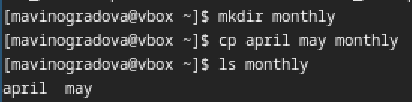 [mavinogradova@vbox ~]$ mkdir monthly
[mavinogradova@vbox ~]$ cp april may monthly
[mavinogradova@vbox ~]$ ls monthly
april  may